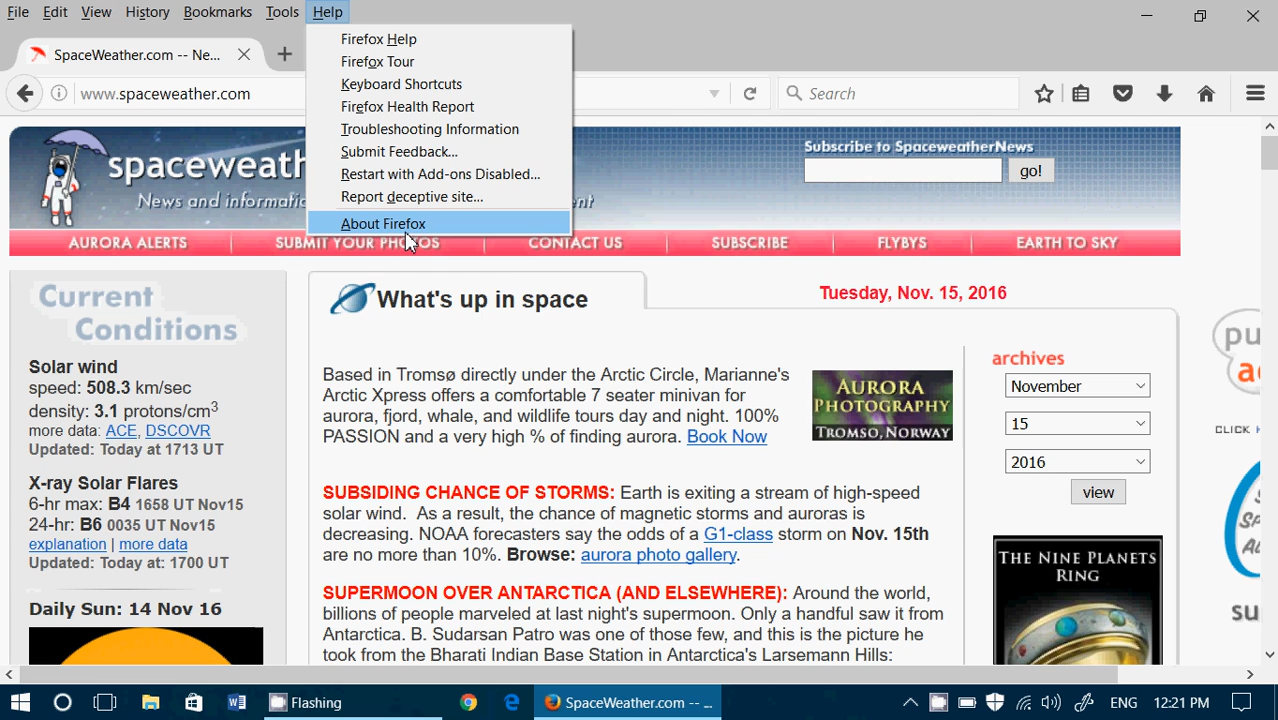 File Edit View History Bookmarks Tools Help
SpaceWeather.com -- Ne...
www.spaceweather.com
Search
Firefox Help
Firefox Tour
Keyboard Shortcuts
Firefox Health Report
Troubleshooting Information
Submit Feedback...
Restart with Add-ons Disabled...
Report deceptive site...
About Firefox
spaceweath
News and informatic
Subscribe to SpaceweatherNews
go!
AURORA ALERTS SUBMIT YOUR PHOTOS CONTACT US SUBSCRIBE FLYBYS EARTH TO SKY
Current
Conditions
Solar wind
speed: 508.3 km/sec
density: 3.1 protons/cm3
more data: ACE, DSCOVR
Updated: Today at 1713 UT
X-ray Solar Flares
6-hr max: B4 1658 UT Nov15
24-hr: B6 0035 UT Nov15
explanation | more data
Updated: Today at: 1700 UT
Daily Sun: 14 Nov 16
What's up in space
Tuesday, Nov. 15, 2016
Based in Tromsø directly under the Arctic Circle, Marianne's
Arctic Xpress offers a comfortable 7 seater minivan for
aurora, fjord, whale, and wildlife tours day and night. 100%
PASSION and a very high % of finding aurora. Book Now
AURORA
PHOTOGRAPHY
TROMSO, NORWAY
SUBSIDING CHANCE OF STORMS: Earth is exiting a stream of high-speed
solar wind. As a result, the chance of magnetic storms and auroras is
decreasing. NOAA forecasters say the odds of a G1-class storm on Nov. 15th
are no more than 10%. Browse: aurora photo gallery.
SUPERMOON OVER ANTARCTICA (AND ELSEWHERE): Around the world,
billions of people marveled at last night's supermoon. Only a handful saw it from
Antarctica. B. Sudarsan Patro was one of those few, and this is the picture he
took from the Bharati Indian Base Station in Antarctica's Larsemann Hills:
archives
November
15
2016
view
THE NINE PLANETS
RING
CLICK
Flashing
SpaceWeather.com -- ...
ENG 12:21 PM